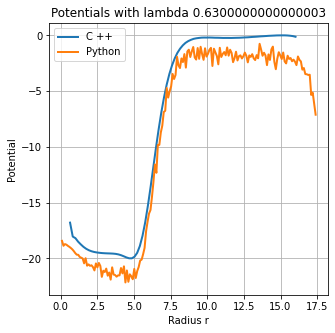 Potentials with lambda 0.6300000000000003
C ++
Python
0
−5
−10
−15
−20
Potential
0.0 2.5 5.0 7.5 10.0 12.5 15.0 17.5
Radius r